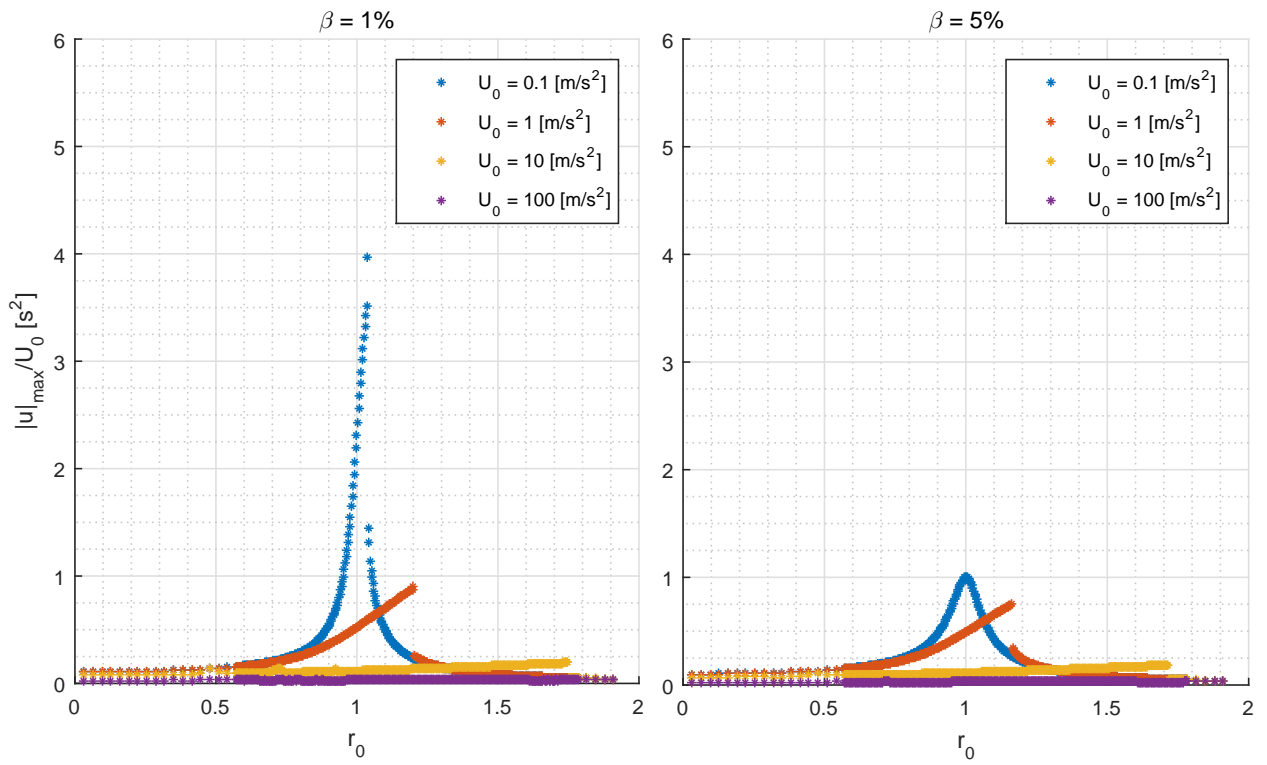 β = 1%
6
5
4
3
2
1
0
|u|max/U0 [s2]
0
0.5
1
1.5
2
r0
U0 = 0.1 [m/s2]
U0 = 1 [m/s2]
U0 = 10 [m/s2]
U0 = 100 [m/s2]
β = 5%
6
5
4
3
2
1
0
0
0.5
1
1.5
2
r0
U0 = 0.1 [m/s2]
U0 = 1 [m/s2]
U0 = 10 [m/s2]
U0 = 100 [m/s2]